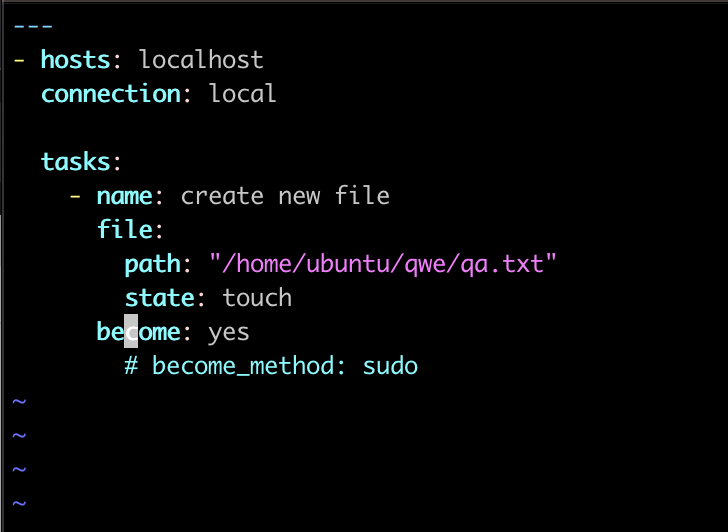 ---
- hosts: localhost
  connection: local

  tasks:
    - name: create new file
      file:
        path: "/home/ubuntu/qwe/qa.txt"
        state: touch
      become: yes
        # become_method: sudo
~
~
~
~